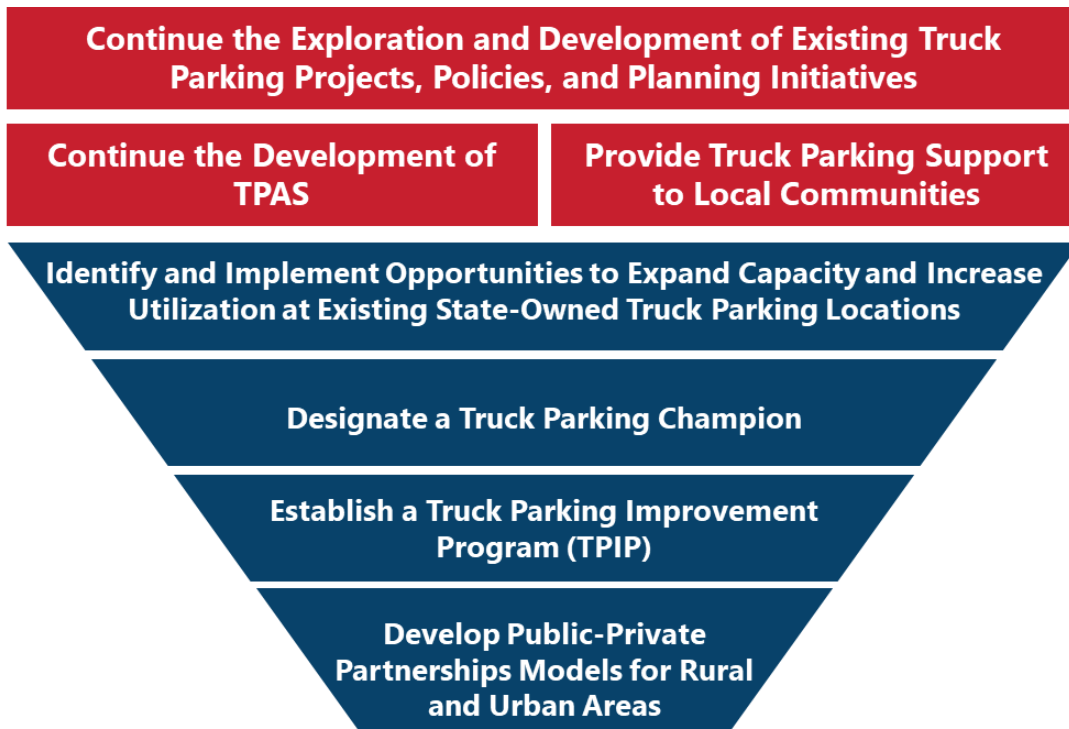 Continue the Exploration and Development of Existing Truck
Parking Projects, Policies, and Planning Initiatives
Continue the Development of
TPAS
Provide Truck Parking Support
to Local Communities
Identify and Implement Opportunities to Expand Capacity and Increase
Utilization at Existing State-Owned Truck Parking Locations
Designate a Truck Parking Champion
Establish a Truck Parking Improvement
Program (TPIP)
Develop Public-Private
Partnerships Models for Rural
and Urban Areas